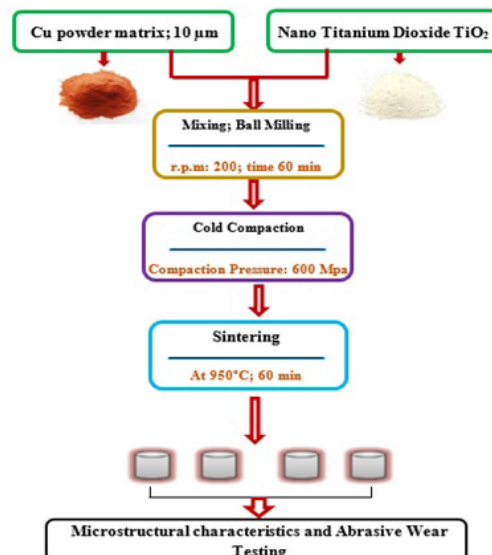 Cu powder matrix; 10 µm
Nano Titanium Dioxide TiO₂
Mixing; Ball Milling
r.p.m: 200; time 60 min
Cold Compaction
Compaction Pressure: 600 Mpa
Sintering
At 950°C; 60 min
Microstructural characteristics and Abrasive Wear
Testing